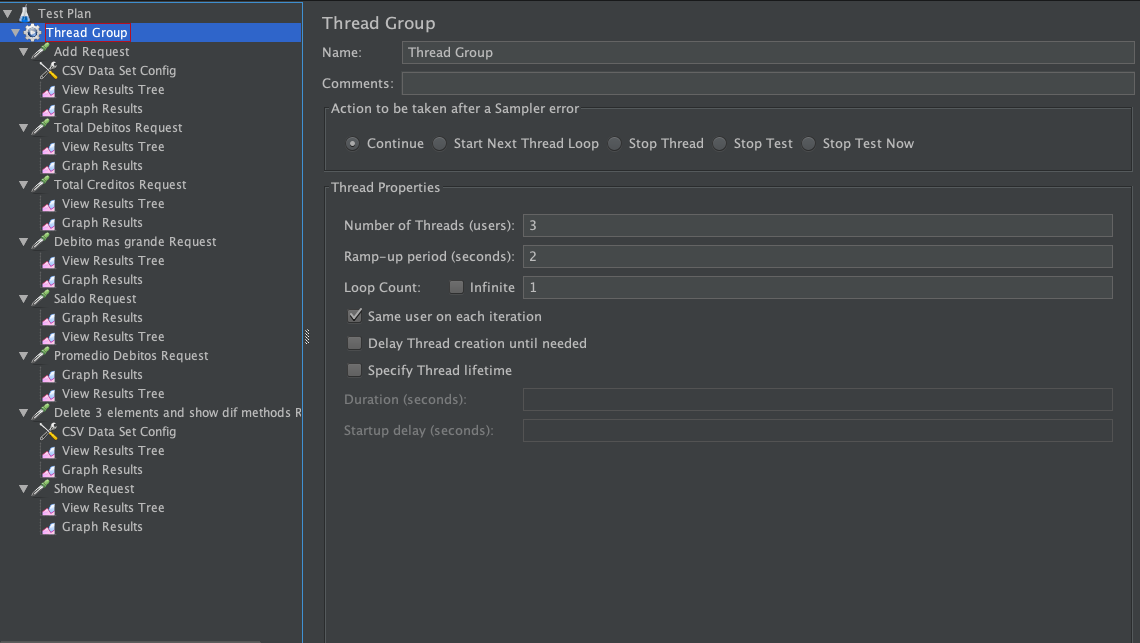 Test Plan
Thread Group
Add Request
CSV Data Set Config
View Results Tree
Graph Results
Total Debitos Request
View Results Tree
Graph Results
Total Creditos Request
View Results Tree
Graph Results
Debito mas grande Request
View Results Tree
Graph Results
Saldo Request
Graph Results
View Results Tree
Promedio Debitos Request
Graph Results
View Results Tree
Delete 3 elements and show dif methods R
CSV Data Set Config
View Results Tree
Graph Results
Show Request
View Results Tree
Graph Results
Thread Group
Name: Thread Group
Comments:
Action to be taken after a Sampler error
Continue Start Next Thread Loop Stop Thread Stop Test Stop Test Now
Thread Properties
Number of Threads (users): 3
Ramp-up period (seconds): 2
Loop Count: Infinite 1
Same user on each iteration
Delay Thread creation until needed
Specify Thread lifetime
Duration (seconds):
Startup delay (seconds):